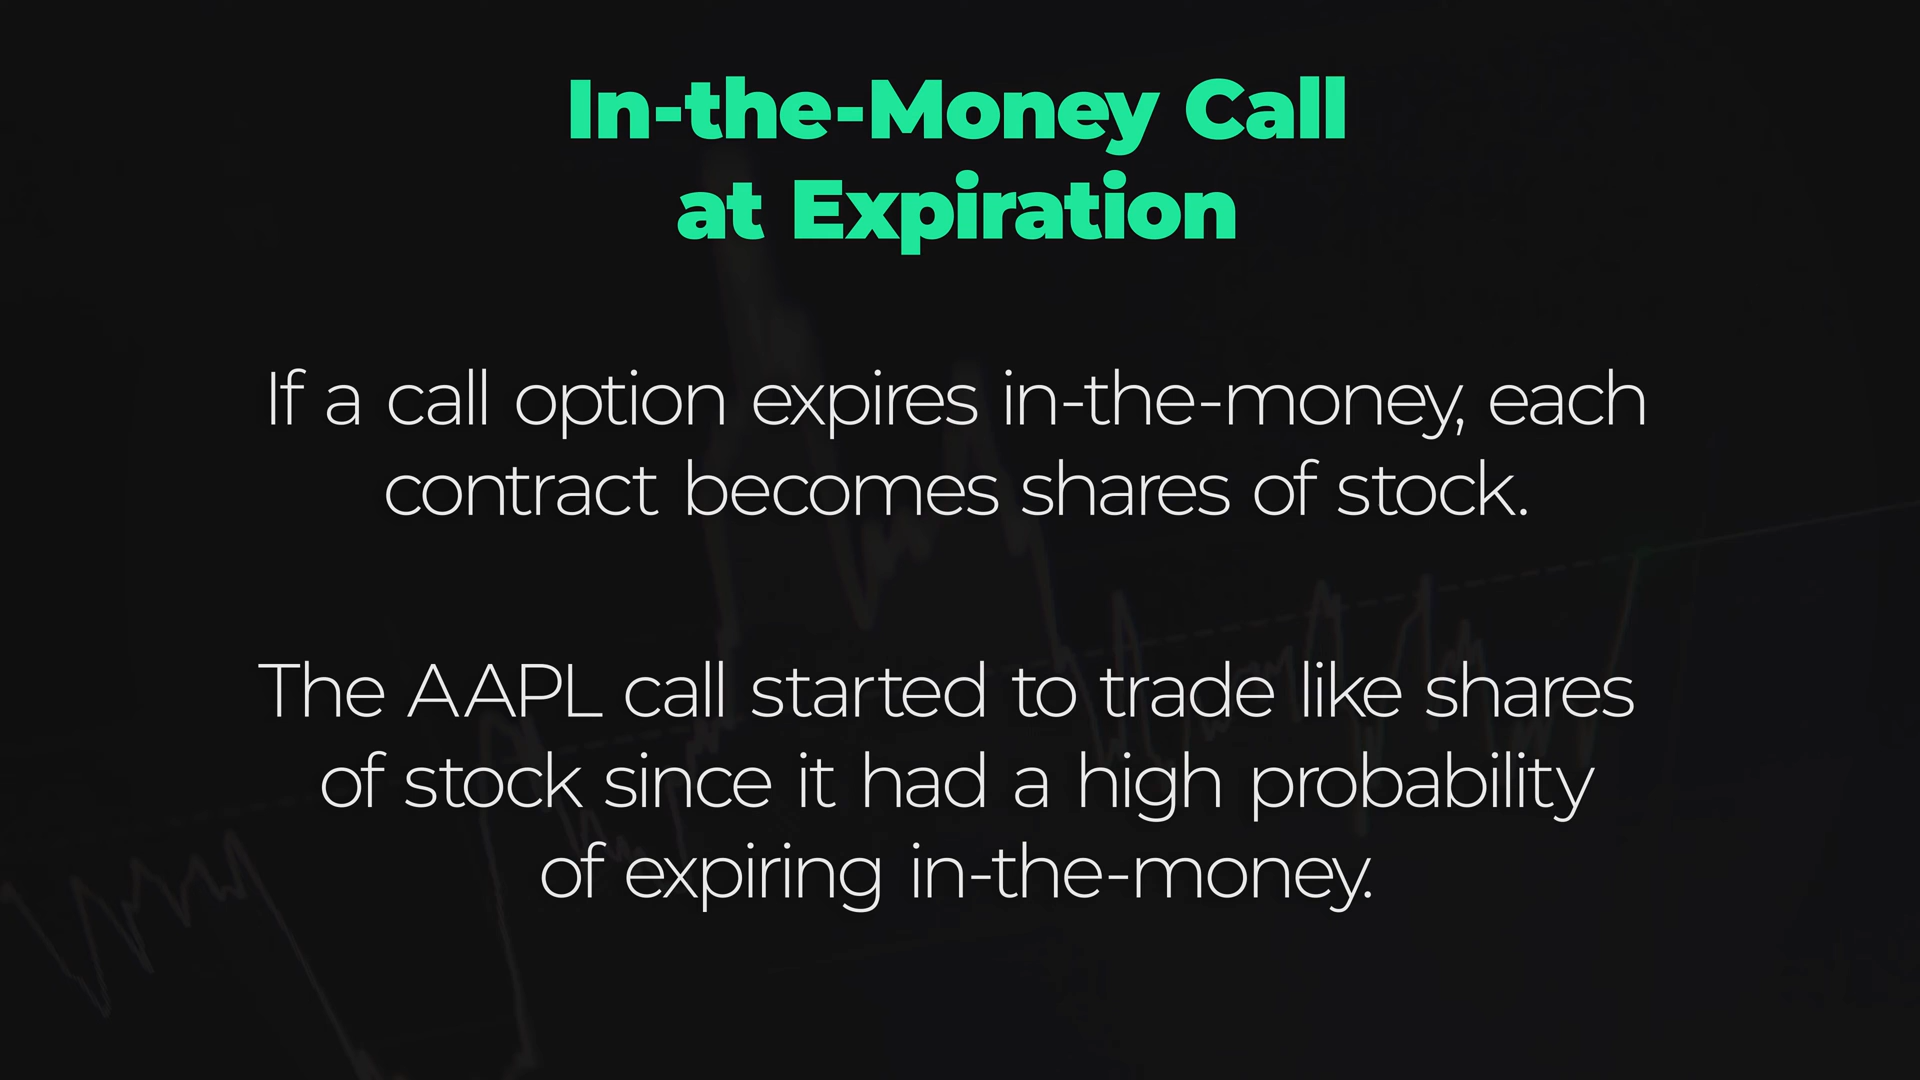 In-the-Money Call
at Expiration
If a call option expires in-the-money, each
contract becomes shares of stock.
The AAPL call started to trade like shares
of stock since it had a high probability
of expiring in-the-money.